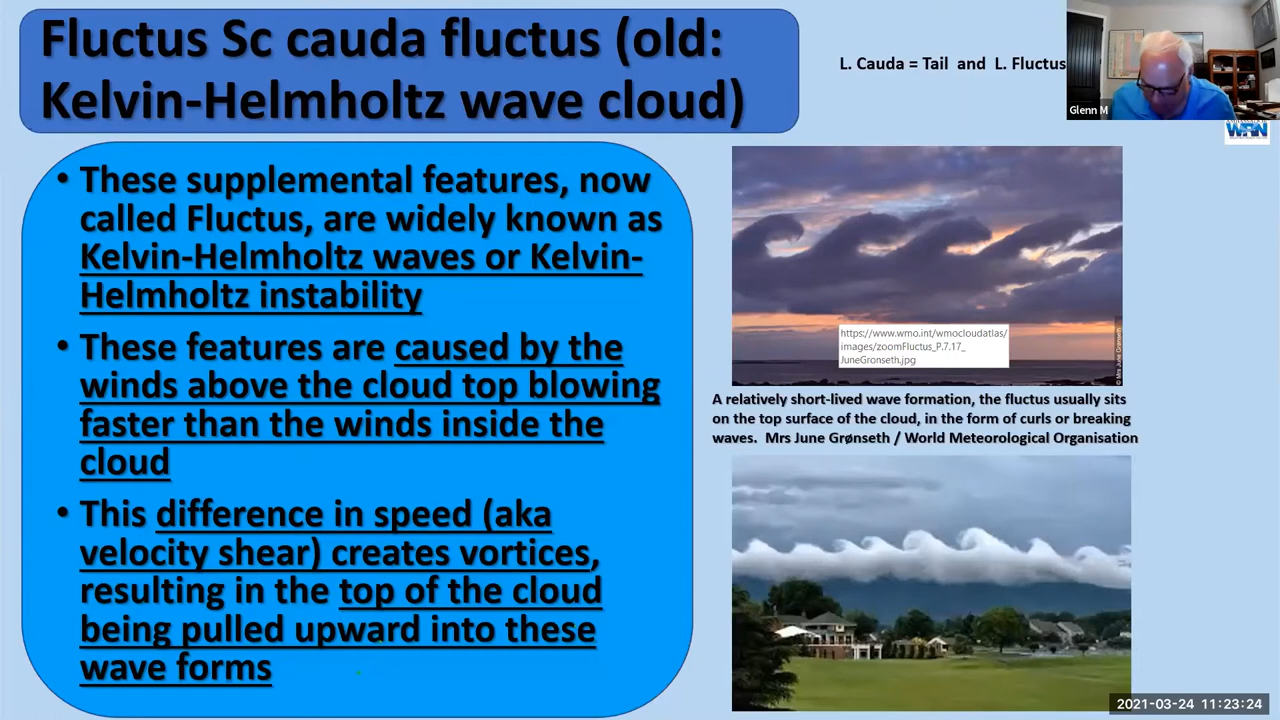 Fluctus Sc cauda fluctus (old:
Kelvin-Helmholtz wave cloud)
L. Cauda = Tail and L. Fluctus
Glenn M
WRN
• These supplemental features, now
called Fluctus, are widely known as
Kelvin-Helmholtz waves or Kelvin-
Helmholtz instability
• These features are caused by the
winds above the cloud top blowing
faster than the winds inside the
cloud
• This difference in speed (aka
velocity shear) creates vortices,
resulting in the top of the cloud
being pulled upward into these
wave forms
https://www.wmo.int/wmocloudatlas/
images/zoomFluctus_P.7.17_
JuneGronseth.jpg
© Mrs June Grønseth
A relatively short-lived wave formation, the fluctus usually sits
on the top surface of the cloud, in the form of curls or breaking
waves. Mrs June Grønseth / World Meteorological Organisation
2021-03-24 11:23:24